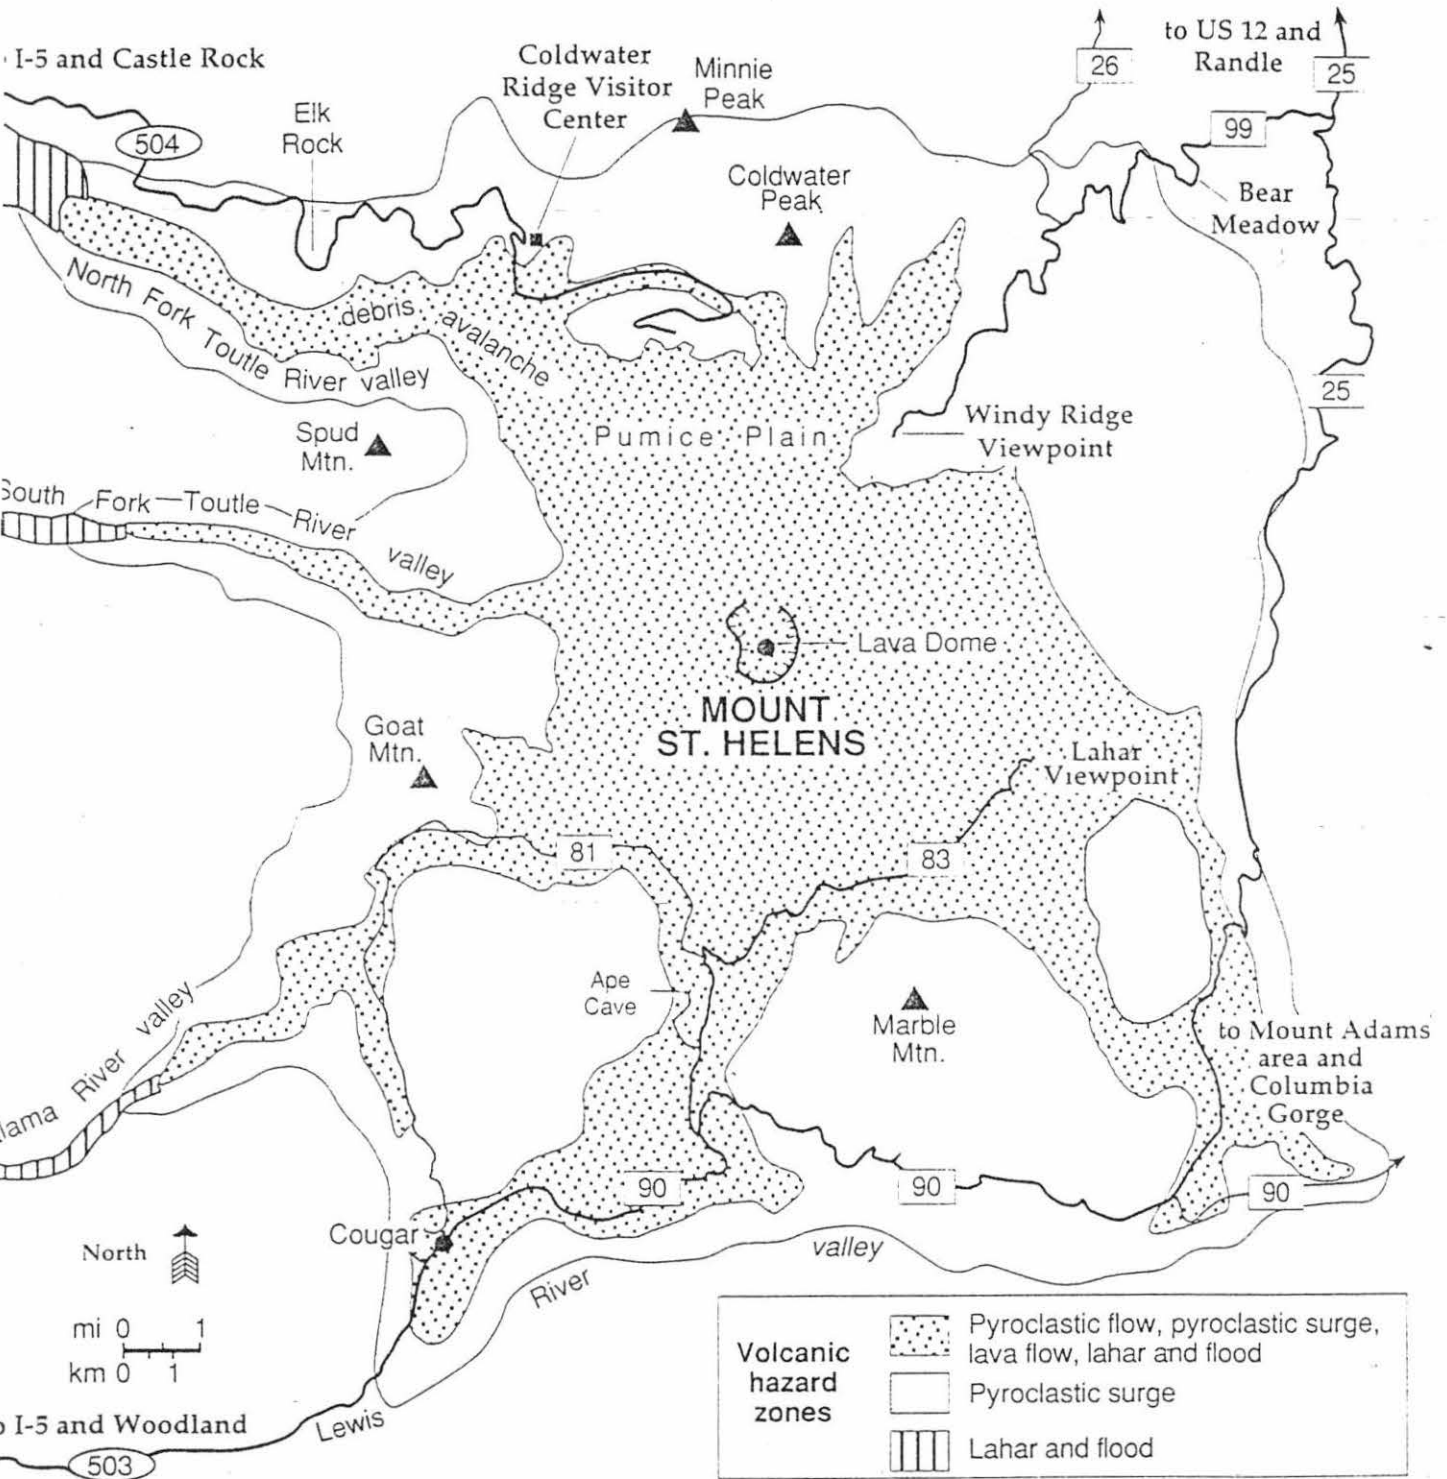 I-5 and Castle Rock
504
Elk
Rock
Coldwater
Ridge Visitor
Center
Minnie
Peak
26
to US 12 and
Randle
25
99
Coldwater
Peak
Bear
Meadow
North Fork Toutle River valley
debris avalanche
25
Windy Ridge
Viewpoint
Pumice Plain
Spud
Mtn.
South Fork Toutle River valley
Lava Dome
MOUNT
ST. HELENS
Goat
Mtn.
Lahar
Viewpoint
81
83
Ape
Cave
Marble
Mtn.
River valley
to Mount Adams
area and
Columbia
Gorge
90
90
90
Cougar
North
valley
River
Lewis
mi 0 1
km 0 1
I-5 and Woodland
503
Volcanic
hazard
zones
Pyroclastic flow, pyroclastic surge,
lava flow, lahar and flood
Pyroclastic surge
Lahar and flood